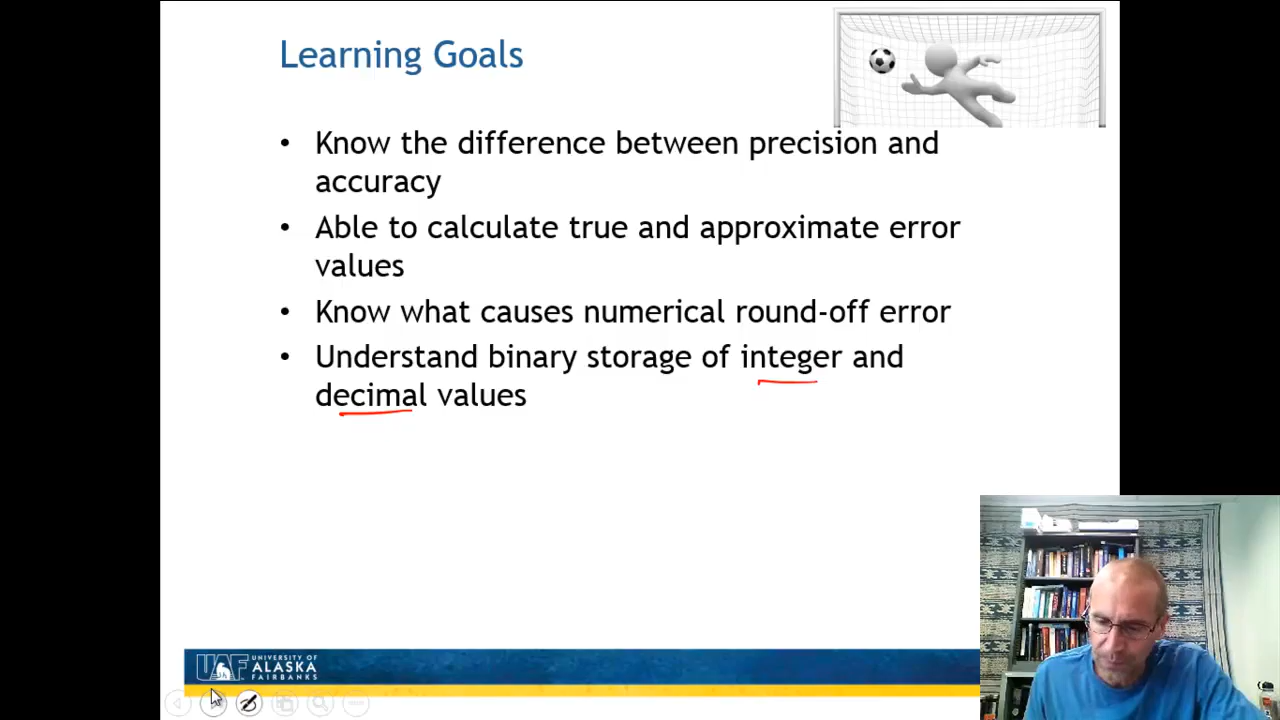 Learning Goals
• Know the difference between precision and
accuracy
• Able to calculate true and approximate error
values
• Know what causes numerical round-off error
• Understand binary storage of integer and
decimal values
UAF
UNIVERSITY OF
ALASKA
FAIRBANKS